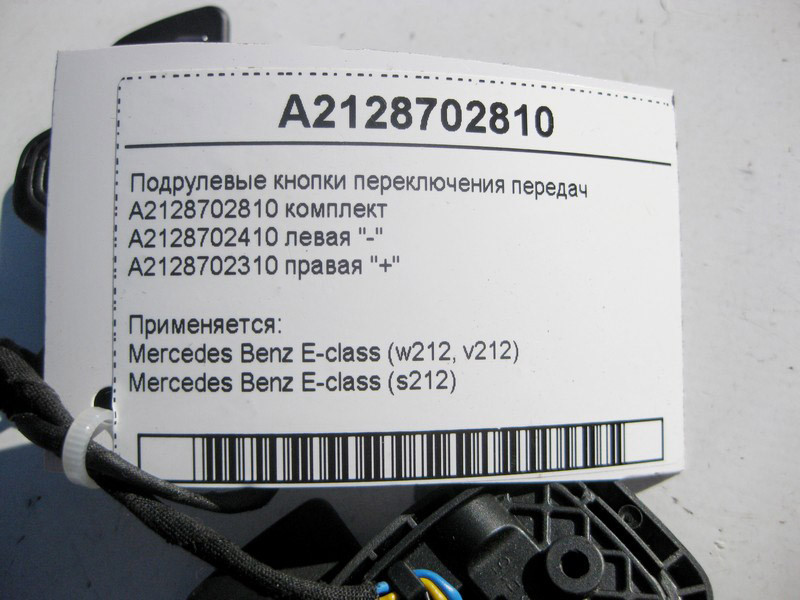 A2128702810
Подрулевые кнопки переключения передач
A2128702810 комплект
A2128702410 левая "-"
A2128702310 правая "+"
Применяется:
Mercedes Benz E-class (w212, v212)
Mercedes Benz E-class (s212)